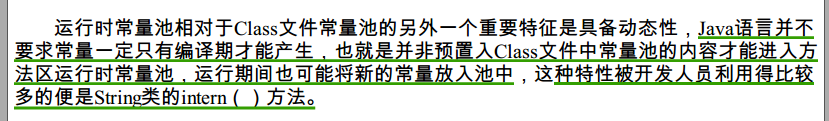 运行时常量池相对于Class文件常量池的另外一个重要特征是具备动态性，Java语言并不
要求常量一定只有编译期才能产生，也就是并非预置入Class文件中常量池的内容才能进入方
法区运行时常量池，运行期间也可能将新的常量放入池中，这种特性被开发人员利用得比较
多的便是String类的intern（）方法。